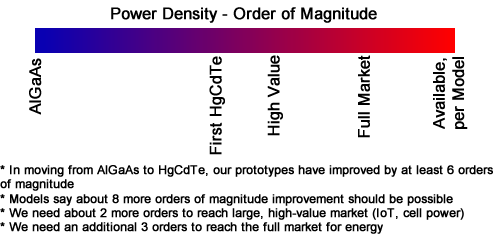 Power Density - Order of Magnitude
AlGaAs
First HgCdTe
High Value
Full Market
Available,
per Model
* In moving from AlGaAs to HgCdTe, our prototypes have improved by at least 6 orders
of magnitude
* Models say about 8 more orders of magnitude improvement should be possible
* We need about 2 more orders to reach large, high-value market (IoT, cell power)
* We need an additional 3 orders to reach the full market for energy